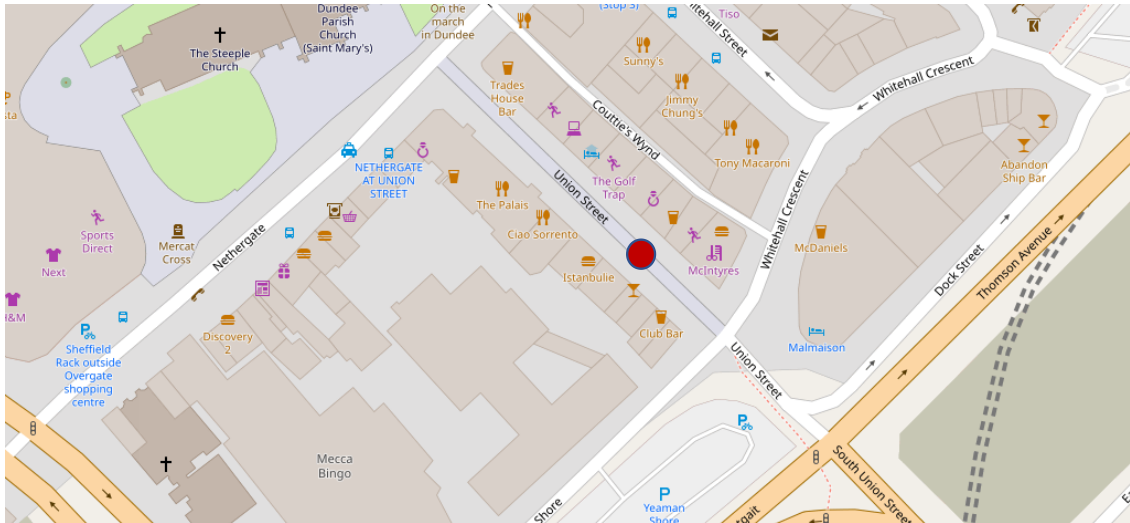 Dundee
Parish
Church
(Saint Mary's)
The Steeple
Church
On the
march
in Dundee
(Stop S)
Tiso
Whitehall Street
Sunny's
Jimmy
Chung's
Tony Macaroni
Whitehall Crescent
Trades
House
Bar
Couttie's Wynd
Abandon
Ship Bar
NETHERGATE
AT UNION
STREET
The Palais
Ciao Sorrento
Union Street
The Golf
Trap
McIntyres
Whitehall Crescent
McDaniels
Dock Street
Thomson Avenue
Sports
Direct
Next
H&M
Mercat
Cross
Nethergate
Istanbulie
Club Bar
Malmaison
Discovery
2
Sheffield
Rack outside
Overgate
shopping
centre
Union Street
Mecca
Bingo
South Union Street
P
Yeaman
Shore
Shore